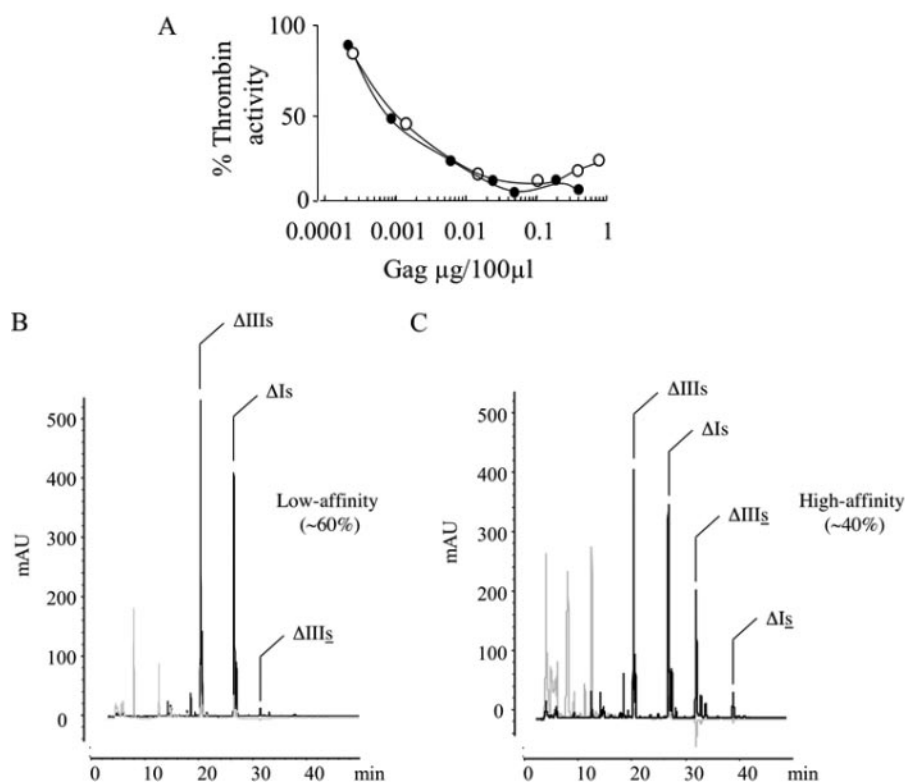 A
% Thrombin
activity
100
50
0
0.0001 0.001 0.01 0.1 1
Gag µg/100µl
B
ΔIIIs
ΔIs
ΔIIIs
Low-affinity
(~60%)
mAU
500
400
300
200
100
0
0 10 20 30 40 min
C
ΔIIIs
ΔIs
ΔIIIs
ΔIs
High-affinity
(~40%)
mAU
500
400
300
200
100
0
0 10 20 30 40 min